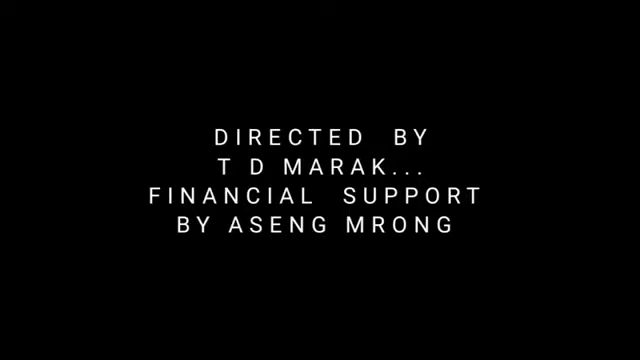 DIRECTED BY
T D MARAK...
FINANCIAL SUPPORT
BY ASENG MRONG